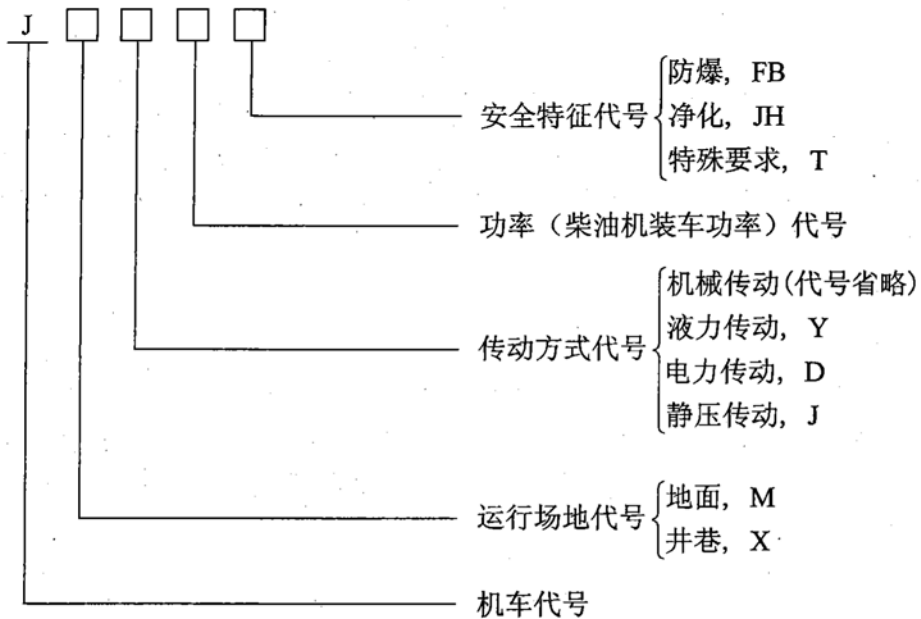 J
防爆, FB
安全特征代号
净化, JH
特殊要求, T
功率（柴油机装车功率）代号
机械传动(代号省略)
液力传动, Y
传动方式代号
电力传动, D
静压传动, J
地面, M
运行场地代号
井巷, X
机车代号